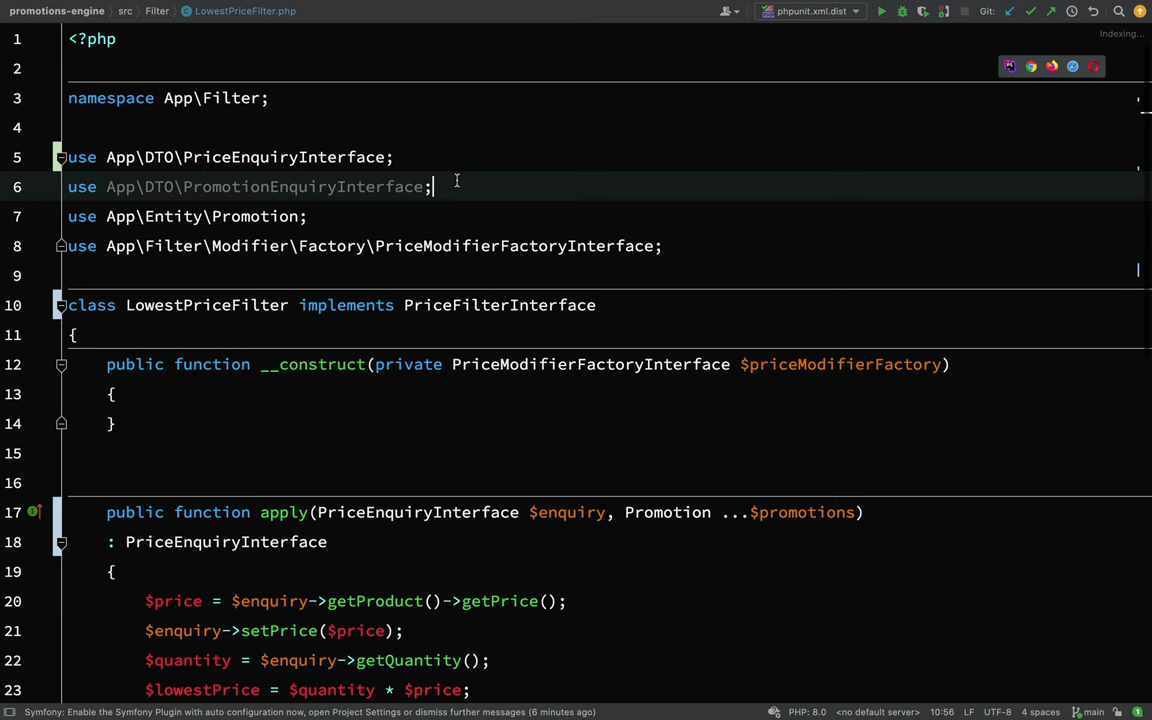 promotions-engine
src
Filter
LowestPriceFilter.php
phpunit.xml.dist
Git:
Indexing...
1 <?php
2
3 namespace App\Filter;
4
5 use App\DTO\PriceEnquiryInterface;
6 use App\DTO\PromotionEnquiryInterface;
7 use App\Entity\Promotion;
8 use App\Filter\Modifier\Factory\PriceModifierFactoryInterface;
9
10 class LowestPriceFilter implements PriceFilterInterface
11 {
12 public function __construct(private PriceModifierFactoryInterface $priceModifierFactory)
13 {
14 }
15
16
17 public function apply(PriceEnquiryInterface $enquiry, Promotion ...$promotions)
18 : PriceEnquiryInterface
19 {
20 $price = $enquiry->getProduct()->getPrice();
21 $enquiry->setPrice($price);
22 $quantity = $enquiry->getQuantity();
23 $lowestPrice = $quantity * $price;
Symfony: Enable the Symfony Plugin with auto configuration now, open Project Settings or dismiss further messages (6 minutes ago)
PHP: 8.0
<no default server>
10:56
LF
UTF-8
4 spaces
main
1